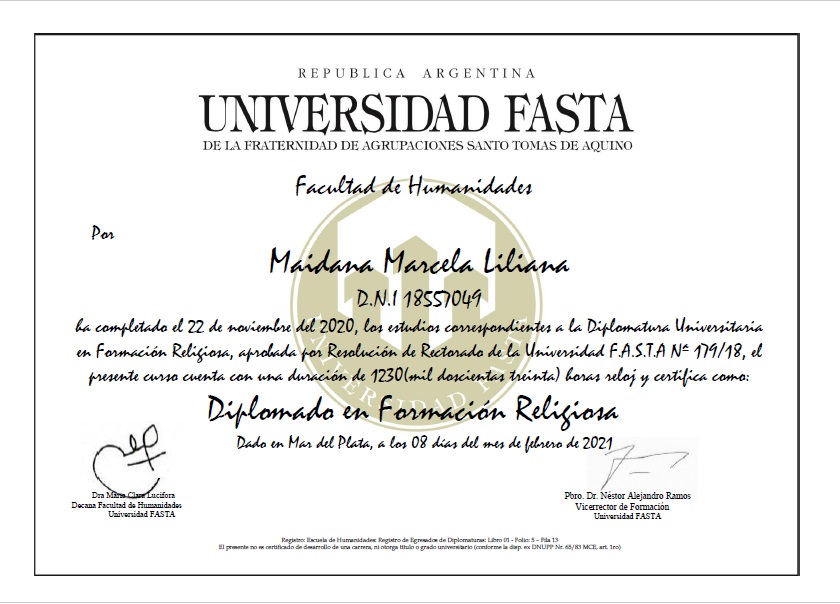 REPUBLICA ARGENTINA
UNIVERSIDAD FASTA
DE LA FRATERNIDAD DE AGRUPACIONES SANTO TOMAS DE AQUINO
Facultad de Humanidades
Por
Maidana Marcela Liliana
D.N.I 18557049
ha completado el 22 de noviembre del 2020, los estudios correspondientes a la Diplomatura Universitaria
en Formación Religiosa, aprobada por Resolución de Rectorado de la Universidad F.A.S.T.A Nº 179/18, el
presente curso cuenta con una duración de 1230(mil doscientas treinta) horas reloj y certifica como:
UNIVERSIDAD FASTA
Diplomado en Formación Religiosa
Dado en Mar del Plata, a los 08 días del mes de febrero de 2021
Dra María Clara Lucifora
Decana Facultad de Humanidades
Universidad FASTA
Pbro. Dr. Néstor Alejandro Ramos
Vicerrector de Formación
Universidad FASTA
Registro: Escuela de Humanidades: Registro de Egresados de Diplomaturas: Libro 01 - Folio: 5 – Fila 13
El presente no es certificado de desarrollo de una carrera, ni otorga título o grado universitario (conforme la disp. ex DNUPP Nr. 65/83 MCE, art. 1ro)